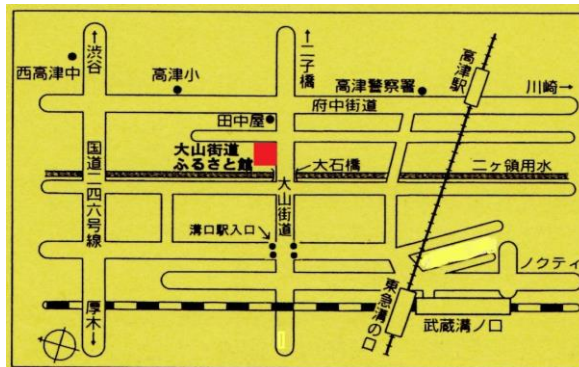 ←渋谷
←二子橋
高津駅
西高津中
高津小
高津警察署
川崎→
府中街道
田中屋
大山街道
ふるさと館
大石橋
二ヶ領用水
国道二四六号線
大山街道
溝口駅入口
ノクティ
東急溝の口
武蔵溝ノ口
厚木→